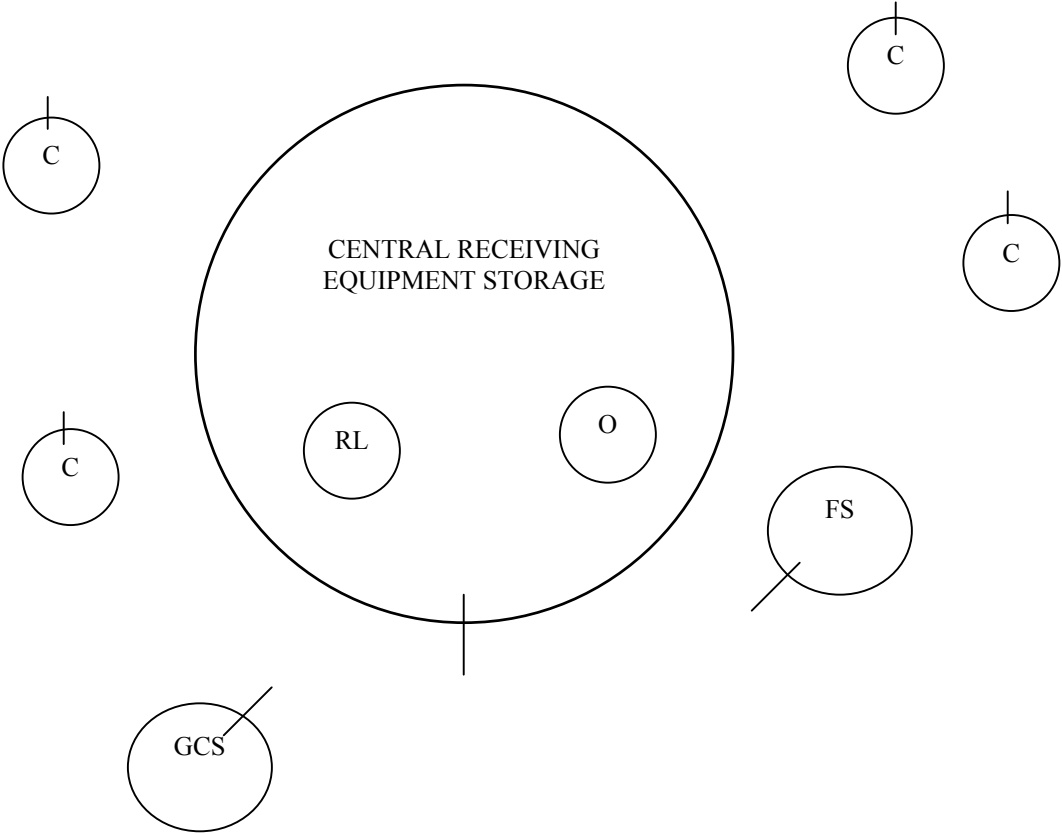 C
C
CENTRAL RECEIVING
EQUIPMENT STORAGE
C
RL
O
C
FS
GCS